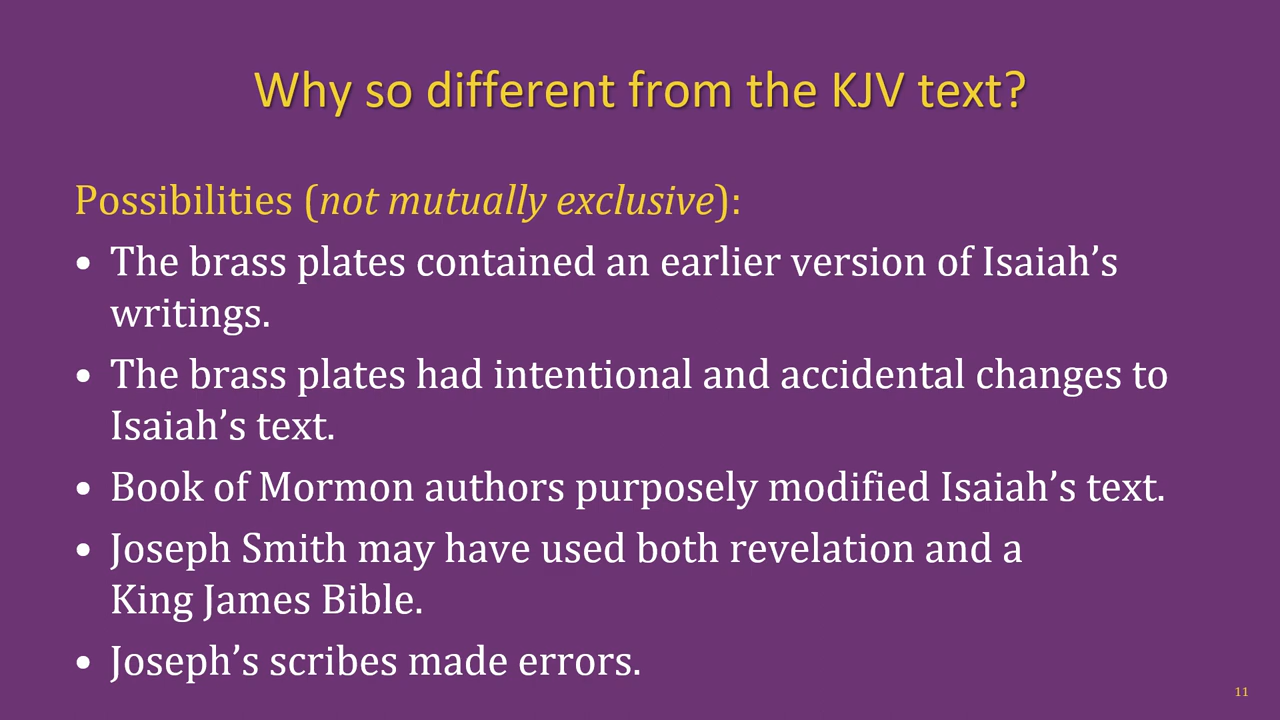 Why so different from the KJV text?
Possibilities (not mutually exclusive):
• The brass plates contained an earlier version of Isaiah’s
writings.
• The brass plates had intentional and accidental changes to
Isaiah’s text.
• Book of Mormon authors purposely modified Isaiah’s text.
• Joseph Smith may have used both revelation and a
King James Bible.
• Joseph’s scribes made errors.
11